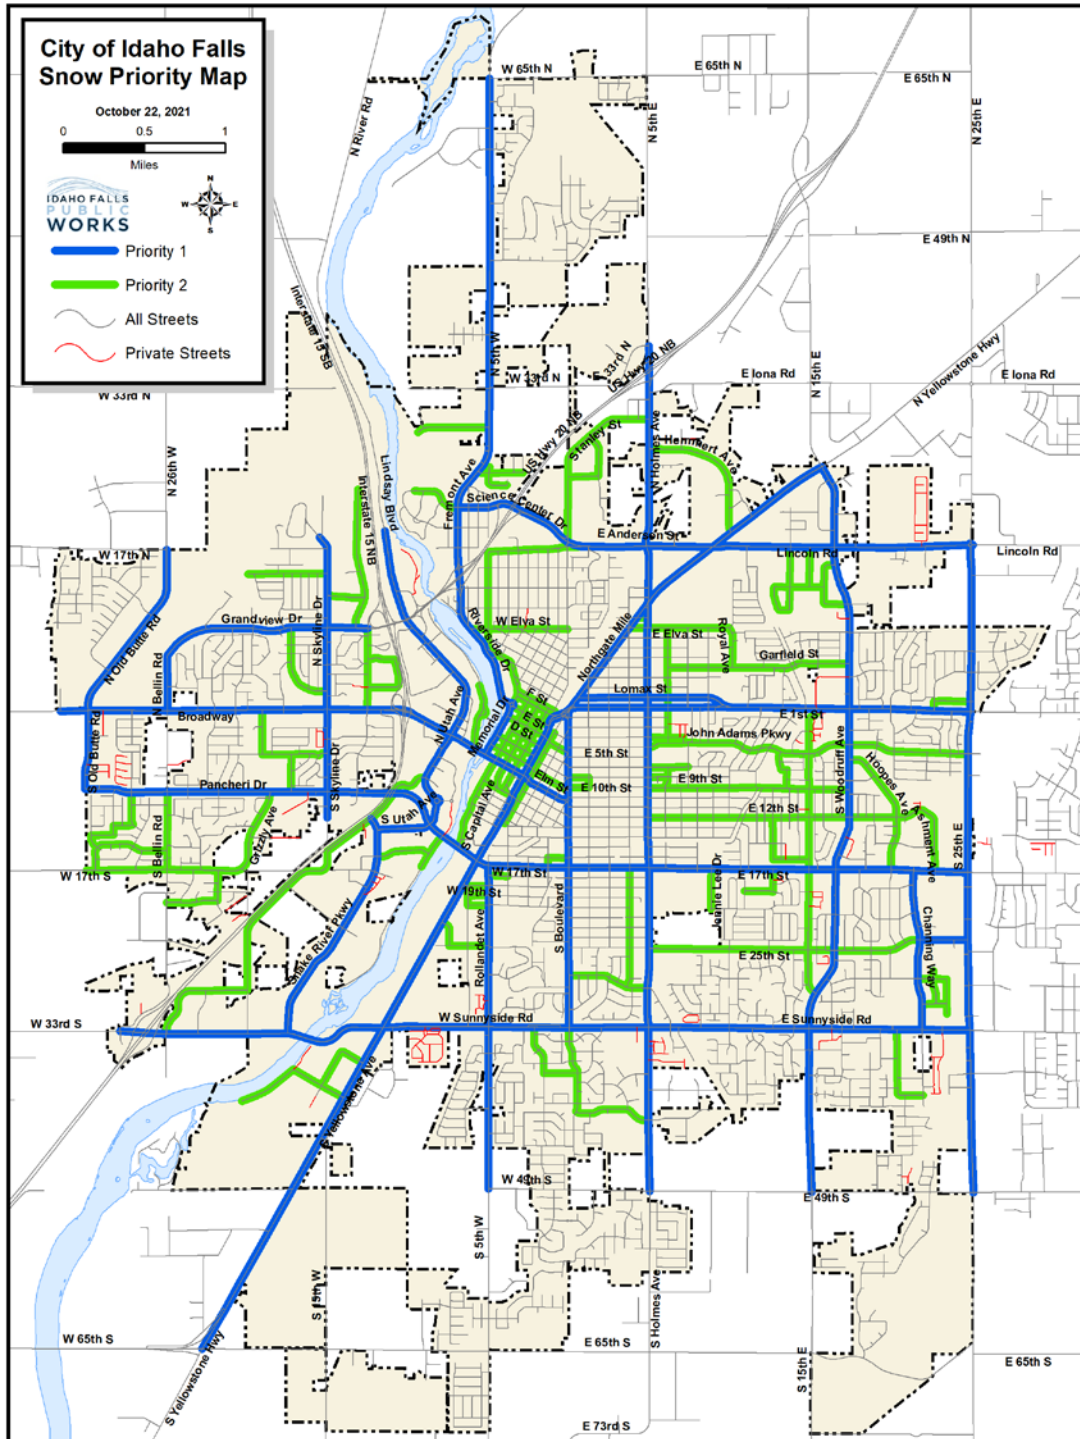 City of Idaho Falls
Snow Priority Map
October 22, 2021
0 0.5 1
Miles
N
W E
S
IDAHO FALLS
PUBLIC
WORKS
Priority 1
Priority 2
All Streets
Private Streets
W 65th N
E 65th N
E 65th N
N River Rd
N 5th E
N 25th E
E 49th N
Interstate 15 SB
N 5th W
W 33rd N
E 33rd N
US Hwy 20 NB
E Iona Rd
N 15th E
N Yellowstone Hwy
E Iona Rd
W 33rd N
N 26th W
Lindsay Blvd
Interstate 15 NB
Fremont Ave
US Hwy 20 NB
Stanley St
N Holmes Ave
Hemmert Ave
Science Center Dr
E Anderson St
Lincoln Rd
Lincoln Rd
W 17th N
Grandview Dr
N Skyline Dr
N Old Butte Rd
N Bellin Rd
Riverside Dr
W Elva St
E Elva St
Royal Ave
Garfield St
Northgate Mile
Lomax St
E 1st St
Broadway
N Utah Ave
Memorial Dr
F St
E St
D St
John Adams Pkwy
E 5th St
S Old Butte Rd
Pancheri Dr
S Skyline Dr
Elm St
E 9th St
E 10th St
S Woodruff Ave
Hoopes Ave
S Utah Ave
S Capital Ave
E 12th St
Ashment Ave
S 25th E
S Bellin Rd
Grizzly Ave
W 17th S
W 17th St
E 17th St
W 19th St
Jennie Lee Dr
Snake River Pkwy
Rollandet Ave
S Boulevard
E 25th St
Channing Way
W 33rd S
W Sunnyside Rd
E Sunnyside Rd
S Yellowstone Ave
W 49th S
E 49th S
S 5th W
S 15th W
S Holmes Ave
W 65th S
E 65th S
E 65th S
S 15th E
S Yellowstone Hwy
E 73rd S